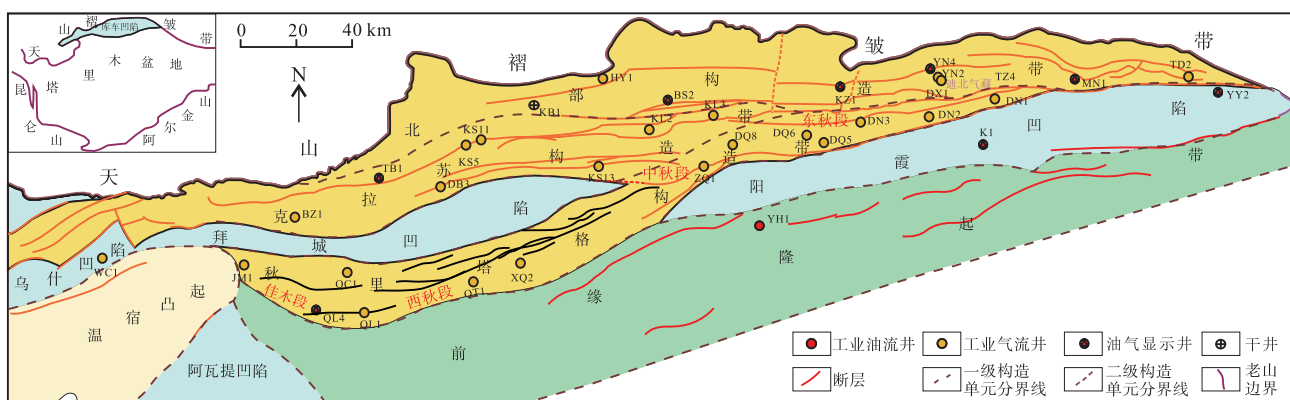 天山褶皱带
库车凹陷
塔里木盆地
昆仑山
阿尔金山
0 20 40 km
N
天山褶皱带
北部构造带
克拉苏构造带
秋里塔格构造带
佳木段
西秋段
中秋段
东秋段
迪北气藏
乌什凹陷
拜城凹陷
阳霞凹陷
温宿凸起
阿瓦提凹陷
前缘隆起带
HY1
KB1
BS2
KZ1
YN4
YN2
DX1
TZ4
MN1
TD2
YY2
KL3
KL2
KS11
KS5
TB1
DB3
KS13
BZ1
DQ8
DQ6
DQ5
DN3
DN2
DN1
K1
ZQ1
YH1
WC1
JM1
QC1
QL4
QL1
QT1
XQ2
工业油流井
工业气流井
油气显示井
干井
断层
一级构造
单元分界线
二级构造
单元分界线
老山
边界